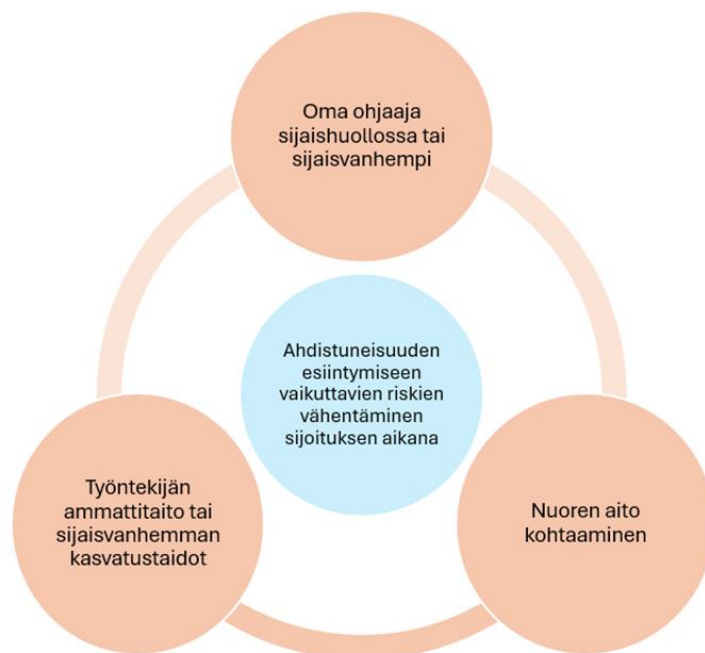 Oma ohjaaja
sijaishuollossa tai
sijaisvanhempi
Ahdistuneisuuden
esiintymiseen
vaikuttavien riskien
vähentäminen
sijoituksen aikana
Työntekijän
ammattitaito tai
sijaisvanhemman
kasvatustaidot
Nuoren aito
kohtaaminen